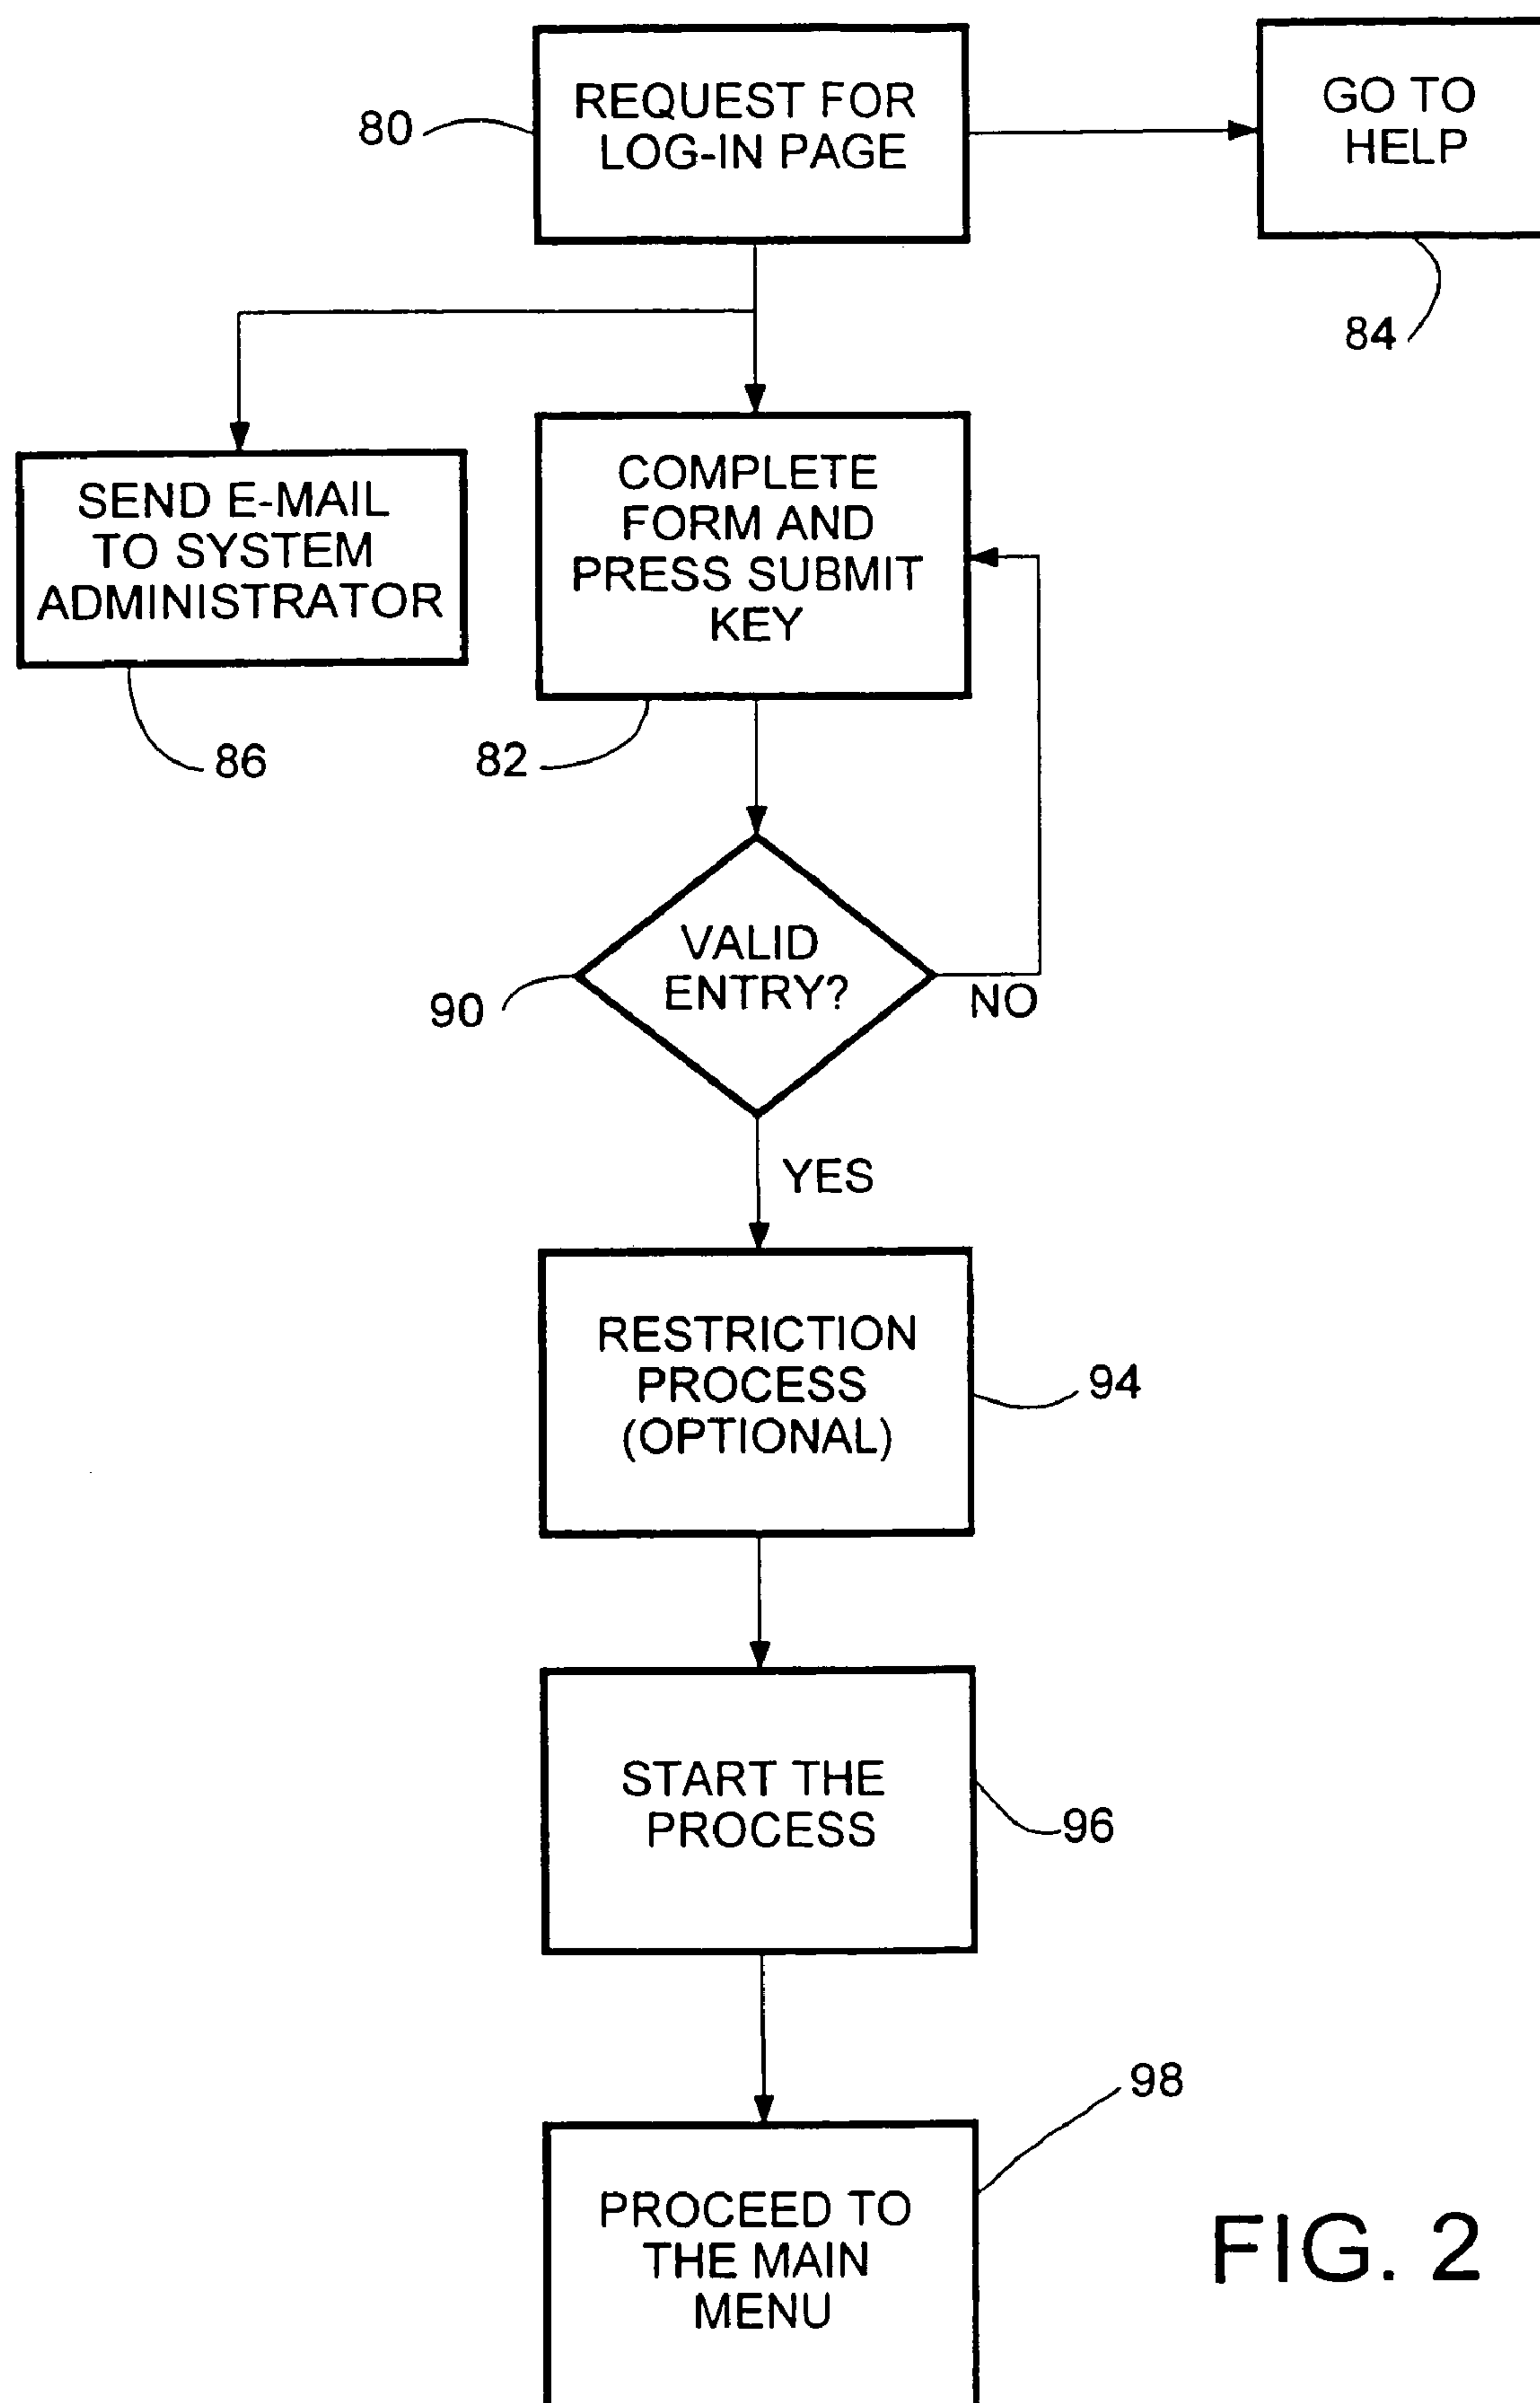 REQUEST FOR
LOG-IN PAGE
80
GO TO
HELP
84
SEND E-MAIL
TO SYSTEM
ADMINISTRATOR
86
COMPLETE
FORM AND
PRESS SUBMIT
KEY
82
VALID
ENTRY?
90
NO
YES
RESTRICTION
PROCESS
(OPTIONAL)
94
START THE
PROCESS
96
98
PROCEED TO
THE MAIN
MENU
FIG. 2